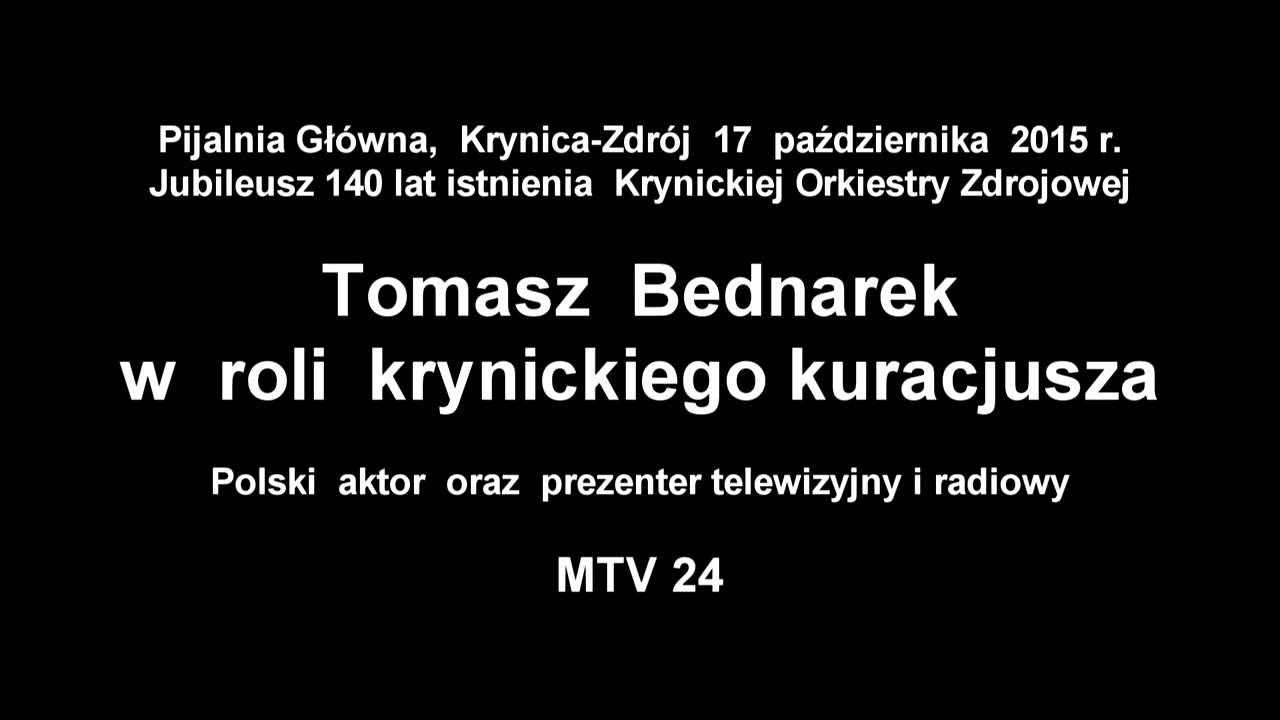 Pijalnia Główna, Krynica-Zdrój 17 października 2015 r.
Jubileusz 140 lat istnienia Krynickiej Orkiestry Zdrojowej
Tomasz Bednarek
w roli krynickiego kuracjusza
Polski aktor oraz prezenter telewizyjny i radiowy
MTV 24